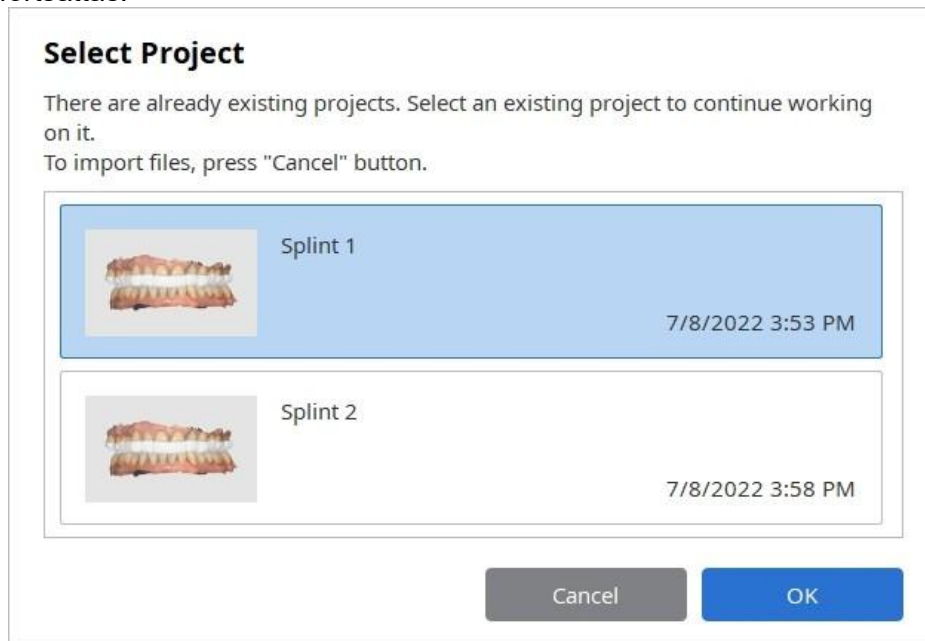 Select Project
There are already existing projects. Select an existing project to continue working
on it.
To import files, press "Cancel" button.
Splint 1
7/8/2022 3:53 PM
Splint 2
7/8/2022 3:58 PM
Cancel OK